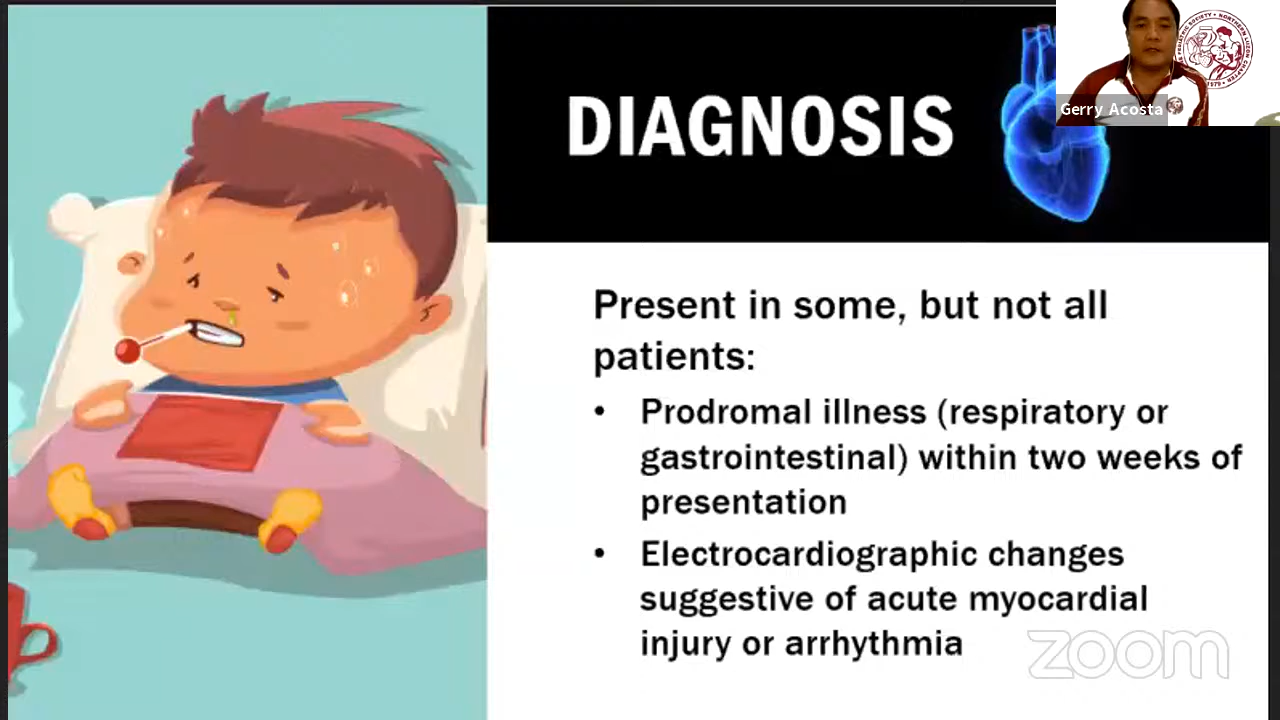 DIAGNOSIS
Gerry Acosta
Present in some, but not all
patients:
• Prodromal illness (respiratory or
gastrointestinal) within two weeks of
presentation
• Electrocardiographic changes
suggestive of acute myocardial
injury or arrhythmia
zoom